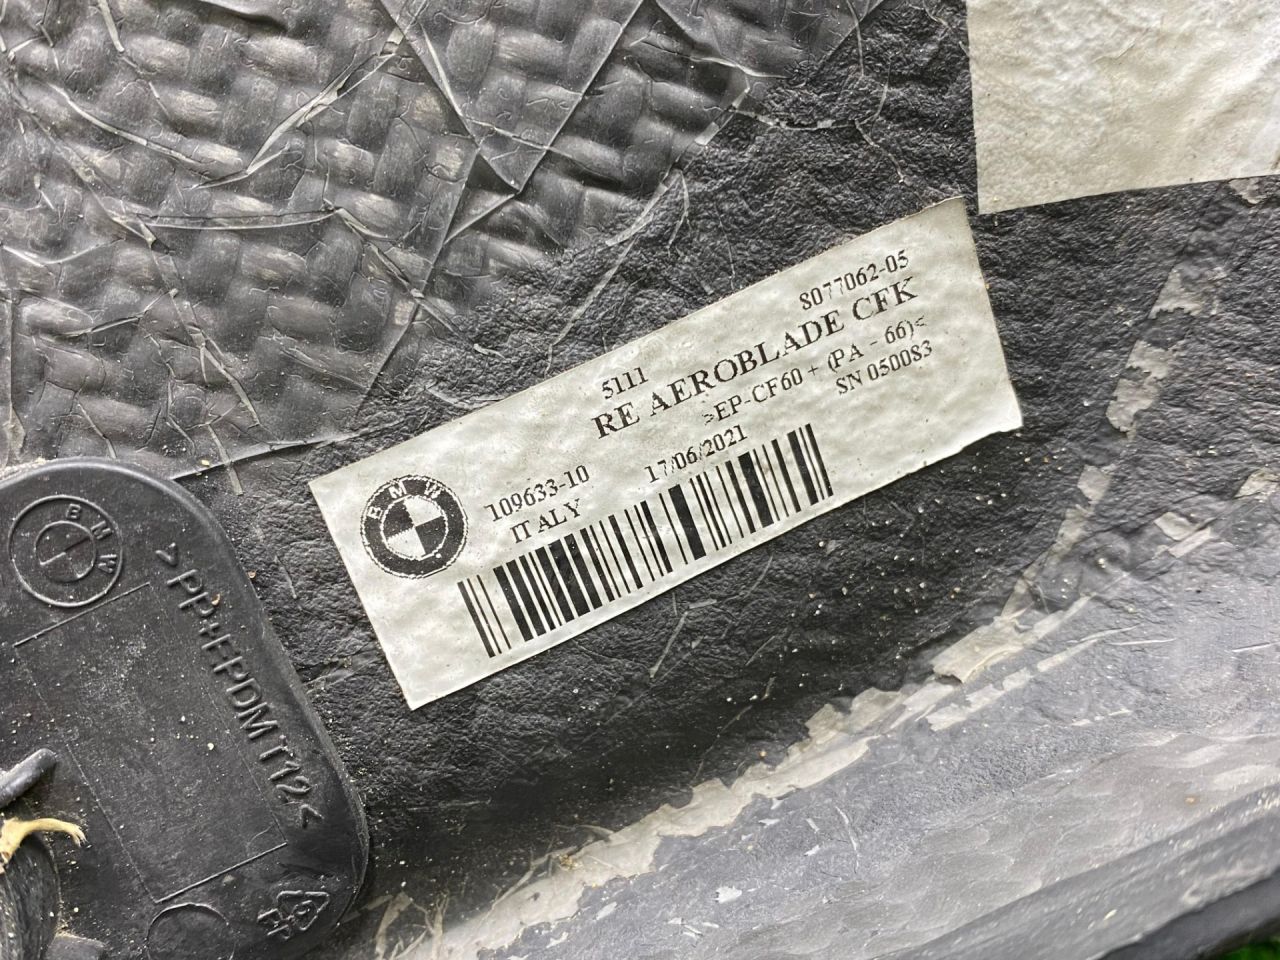 8077062-05
5111
RE AEROBLADE CFK
>EP-CF60 + (PA - 66)<
SN 050083
109633-10
17/06/2021
ITALY
BMW
BMW
>PP+EPDM T12<